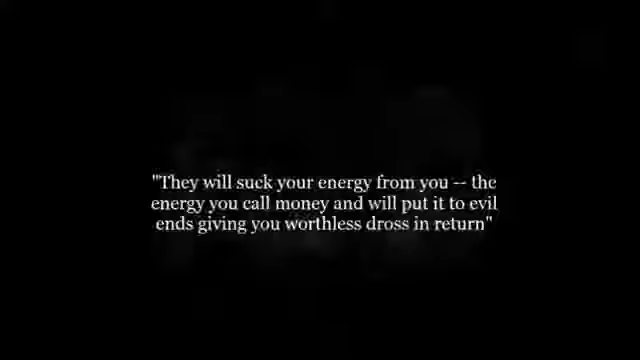 "They will suck your energy from you -- the
energy you call money and will put it to evil
ends giving you worthless dross in return"